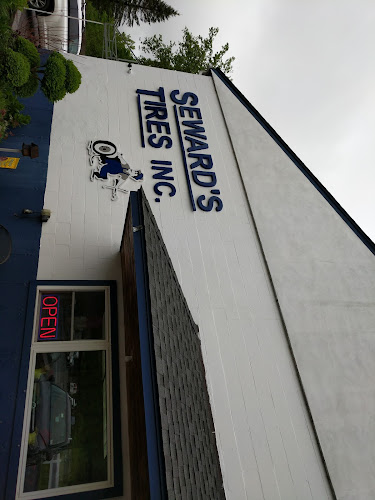 SEWARD'S
TIRES INC.
OPEN